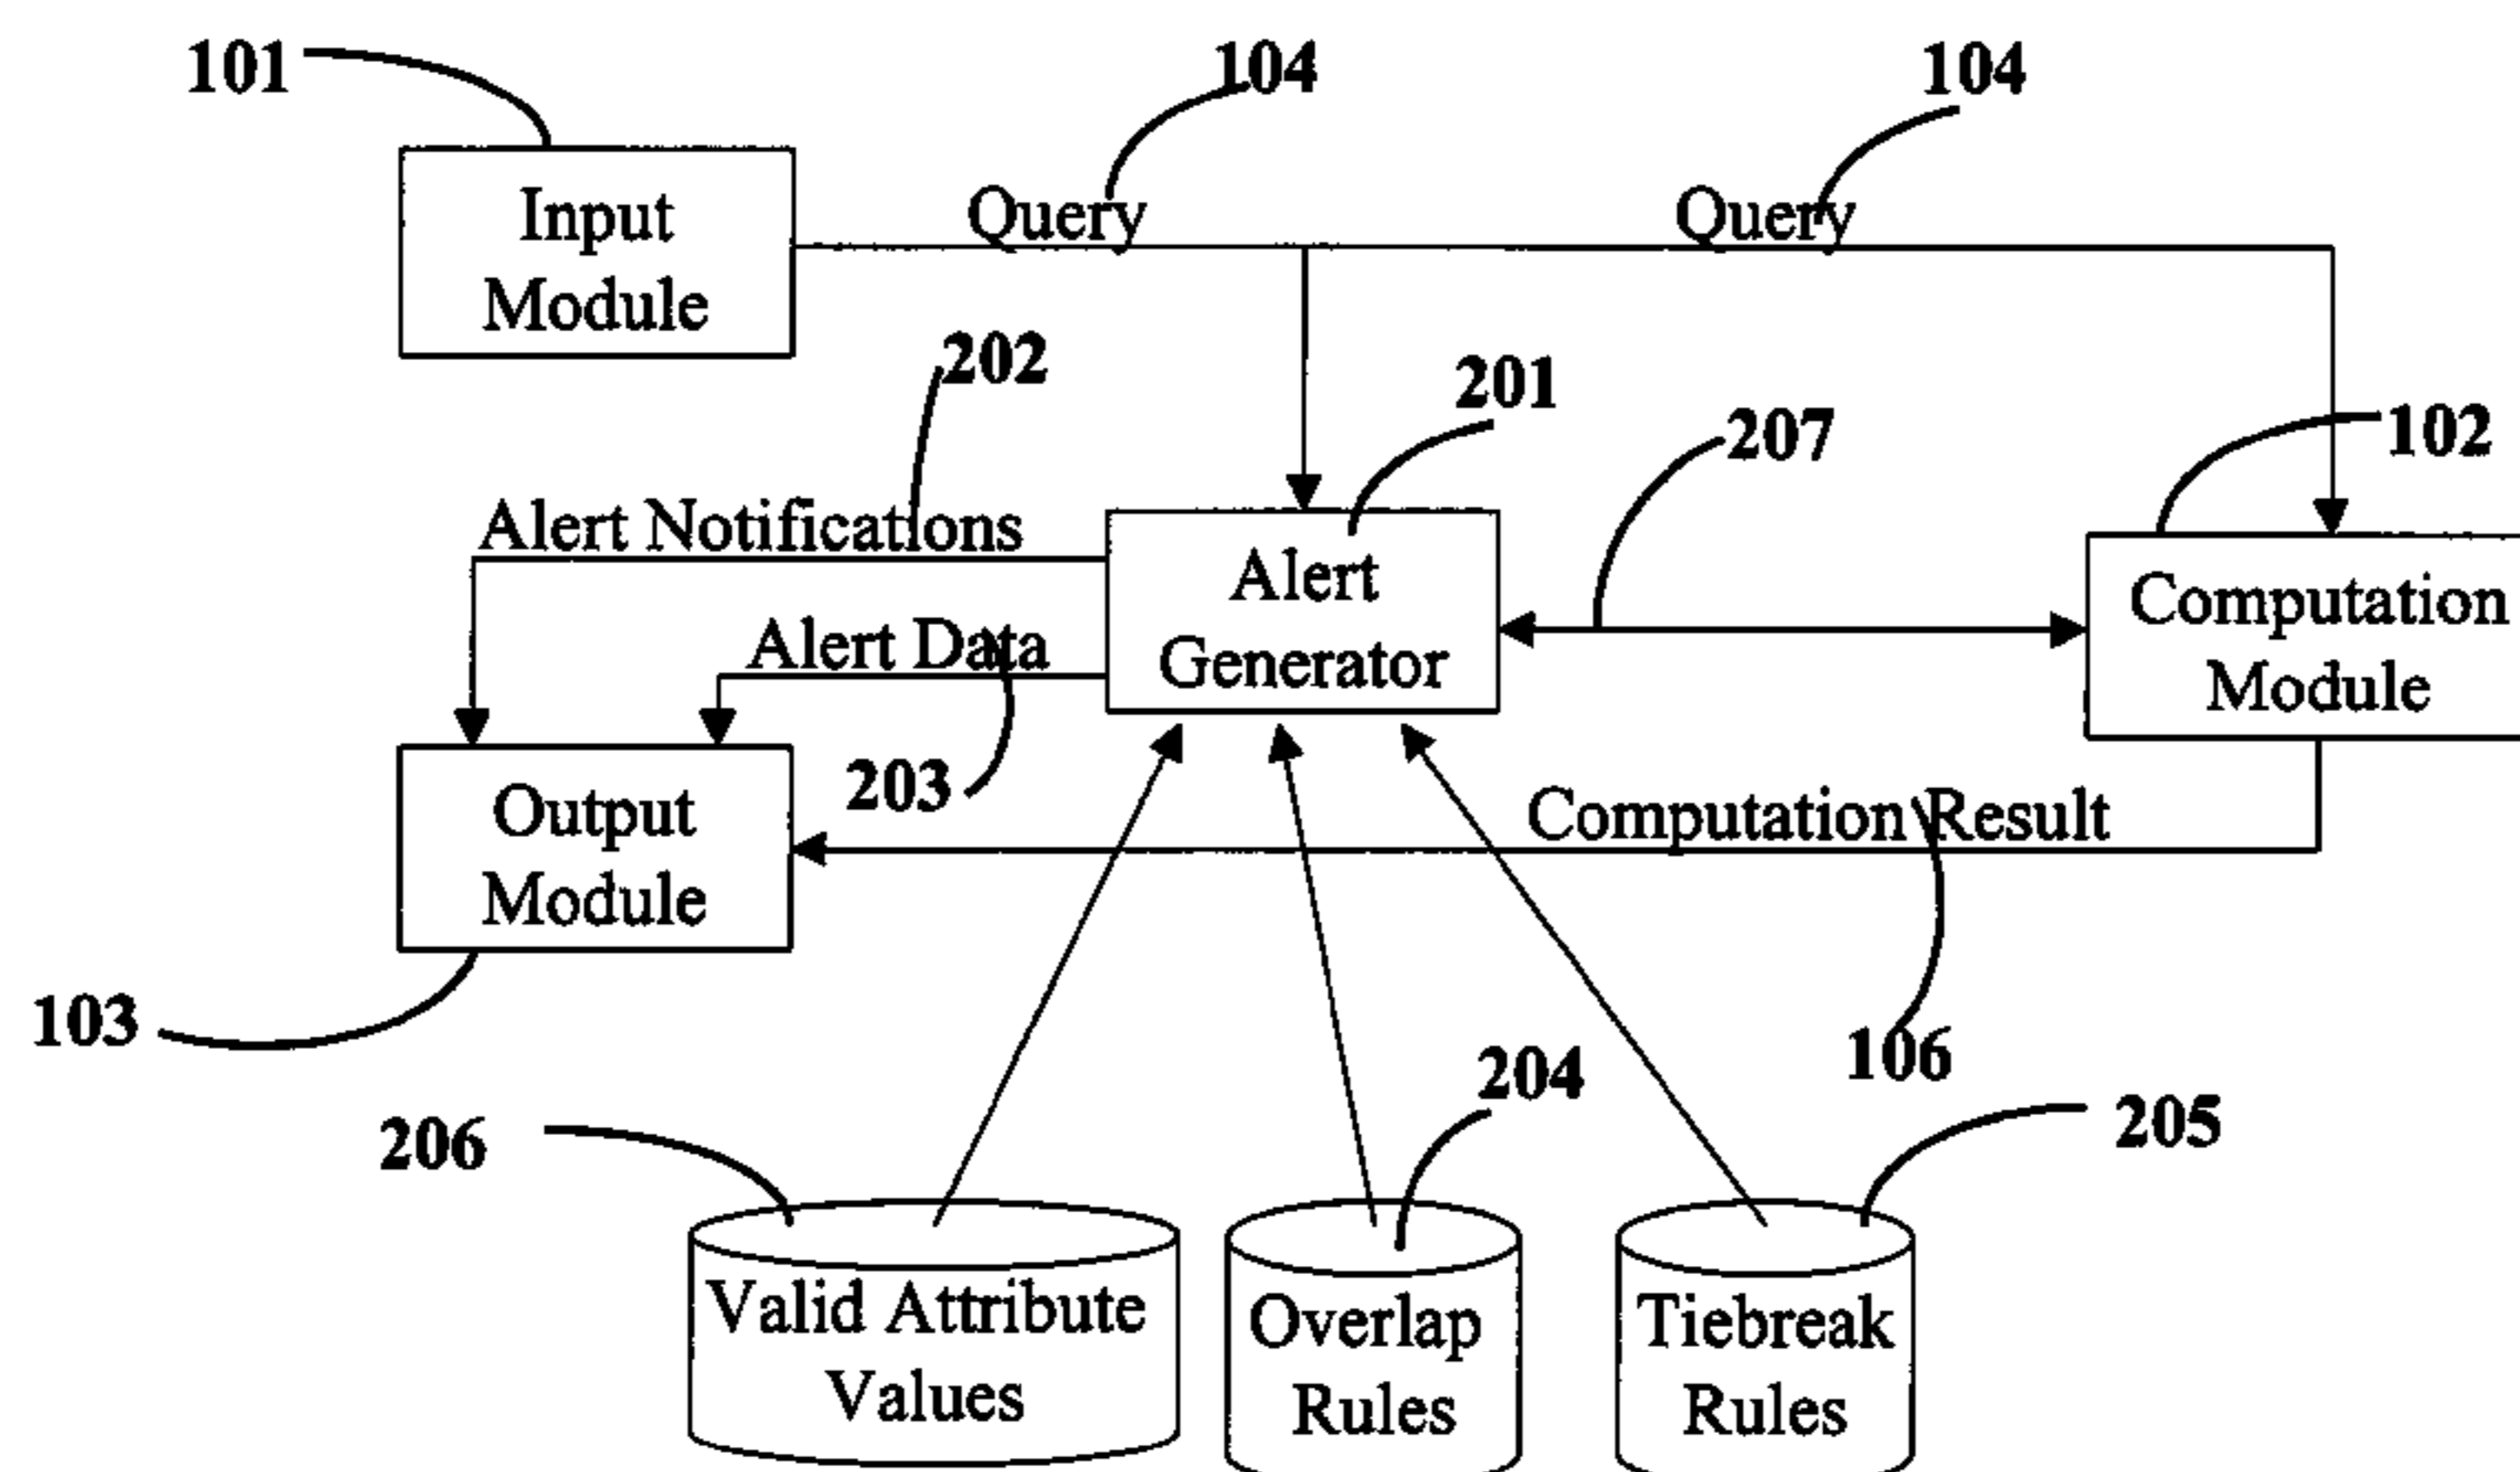 101
104
104
Input
Module
Query
Query
202
201
207
102
Alert Notifications
Alert
Generator
Alert Data
Computation
Module
203
Output
Module
Computation Result
103
106
204
205
206
Valid Attribute
Values
Overlap
Rules
Tiebreak
Rules